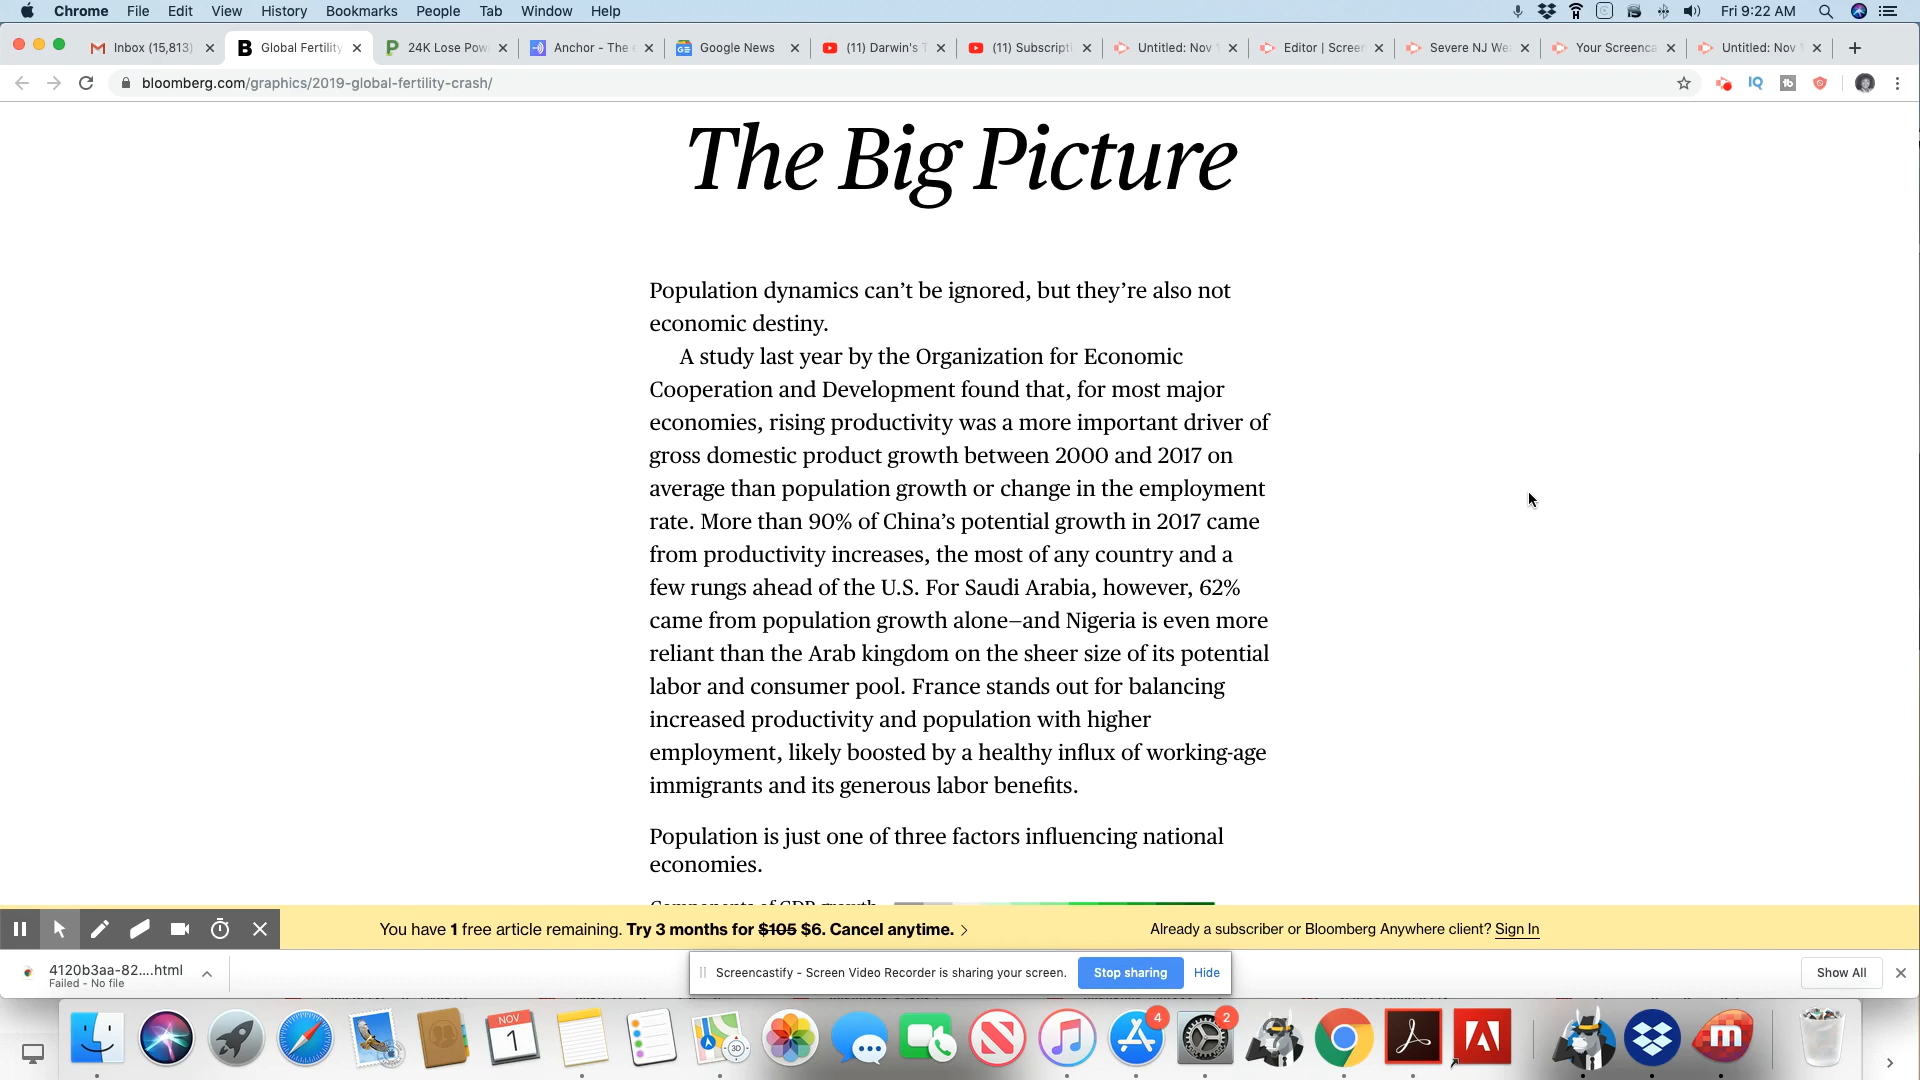 Chrome File Edit View History Bookmarks People Tab Window Help Fri 9:22 AM
Inbox (15,813) Global Fertility 24K Lose Pow Anchor - The Google News (11) Darwin's T (11) Subscripti Untitled: Nov 1 Editor | Screen Severe NJ We Your Screenca Untitled: Nov 1
bloomberg.com/graphics/2019-global-fertility-crash/
The Big Picture
Population dynamics can’t be ignored, but they’re also not
economic destiny.
A study last year by the Organization for Economic
Cooperation and Development found that, for most major
economies, rising productivity was a more important driver of
gross domestic product growth between 2000 and 2017 on
average than population growth or change in the employment
rate. More than 90% of China’s potential growth in 2017 came
from productivity increases, the most of any country and a
few rungs ahead of the U.S. For Saudi Arabia, however, 62%
came from population growth alone—and Nigeria is even more
reliant than the Arab kingdom on the sheer size of its potential
labor and consumer pool. France stands out for balancing
increased productivity and population with higher
employment, likely boosted by a healthy influx of working-age
immigrants and its generous labor benefits.
Population is just one of three factors influencing national
economies.
You have 1 free article remaining. Try 3 months for $105 $6. Cancel anytime. Already a subscriber or Bloomberg Anywhere client? Sign In
4120b3aa-82....html
Failed - No file
Screencastify - Screen Video Recorder is sharing your screen. Stop sharing Hide
Show All
NOV
1
3D
4
2